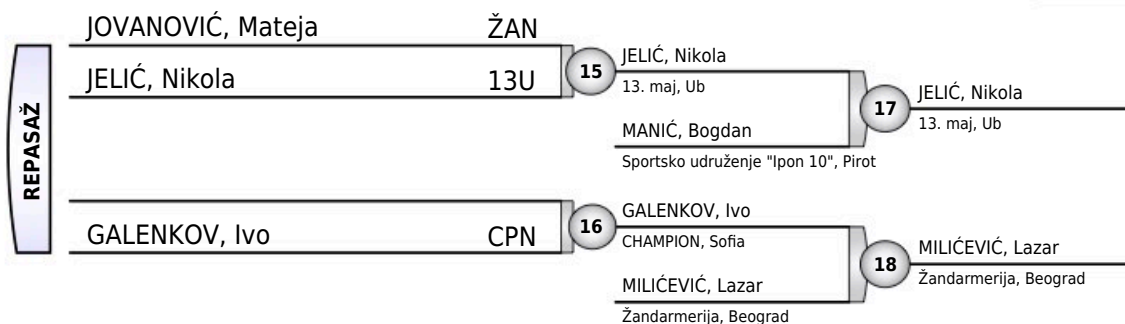 REPASAŽ
JOVANOVIĆ, Mateja ŽAN
JELIĆ, Nikola 13U
15
JELIĆ, Nikola
13. maj, Ub
MANIĆ, Bogdan
Sportsko udruženje "Ipon 10", Pirot
17
JELIĆ, Nikola
13. maj, Ub
GALENKOV, Ivo CPN
16
GALENKOV, Ivo
CHAMPION, Sofia
MILIĆEVIĆ, Lazar
Žandarmerija, Beograd
18
MILIĆEVIĆ, Lazar
Žandarmerija, Beograd